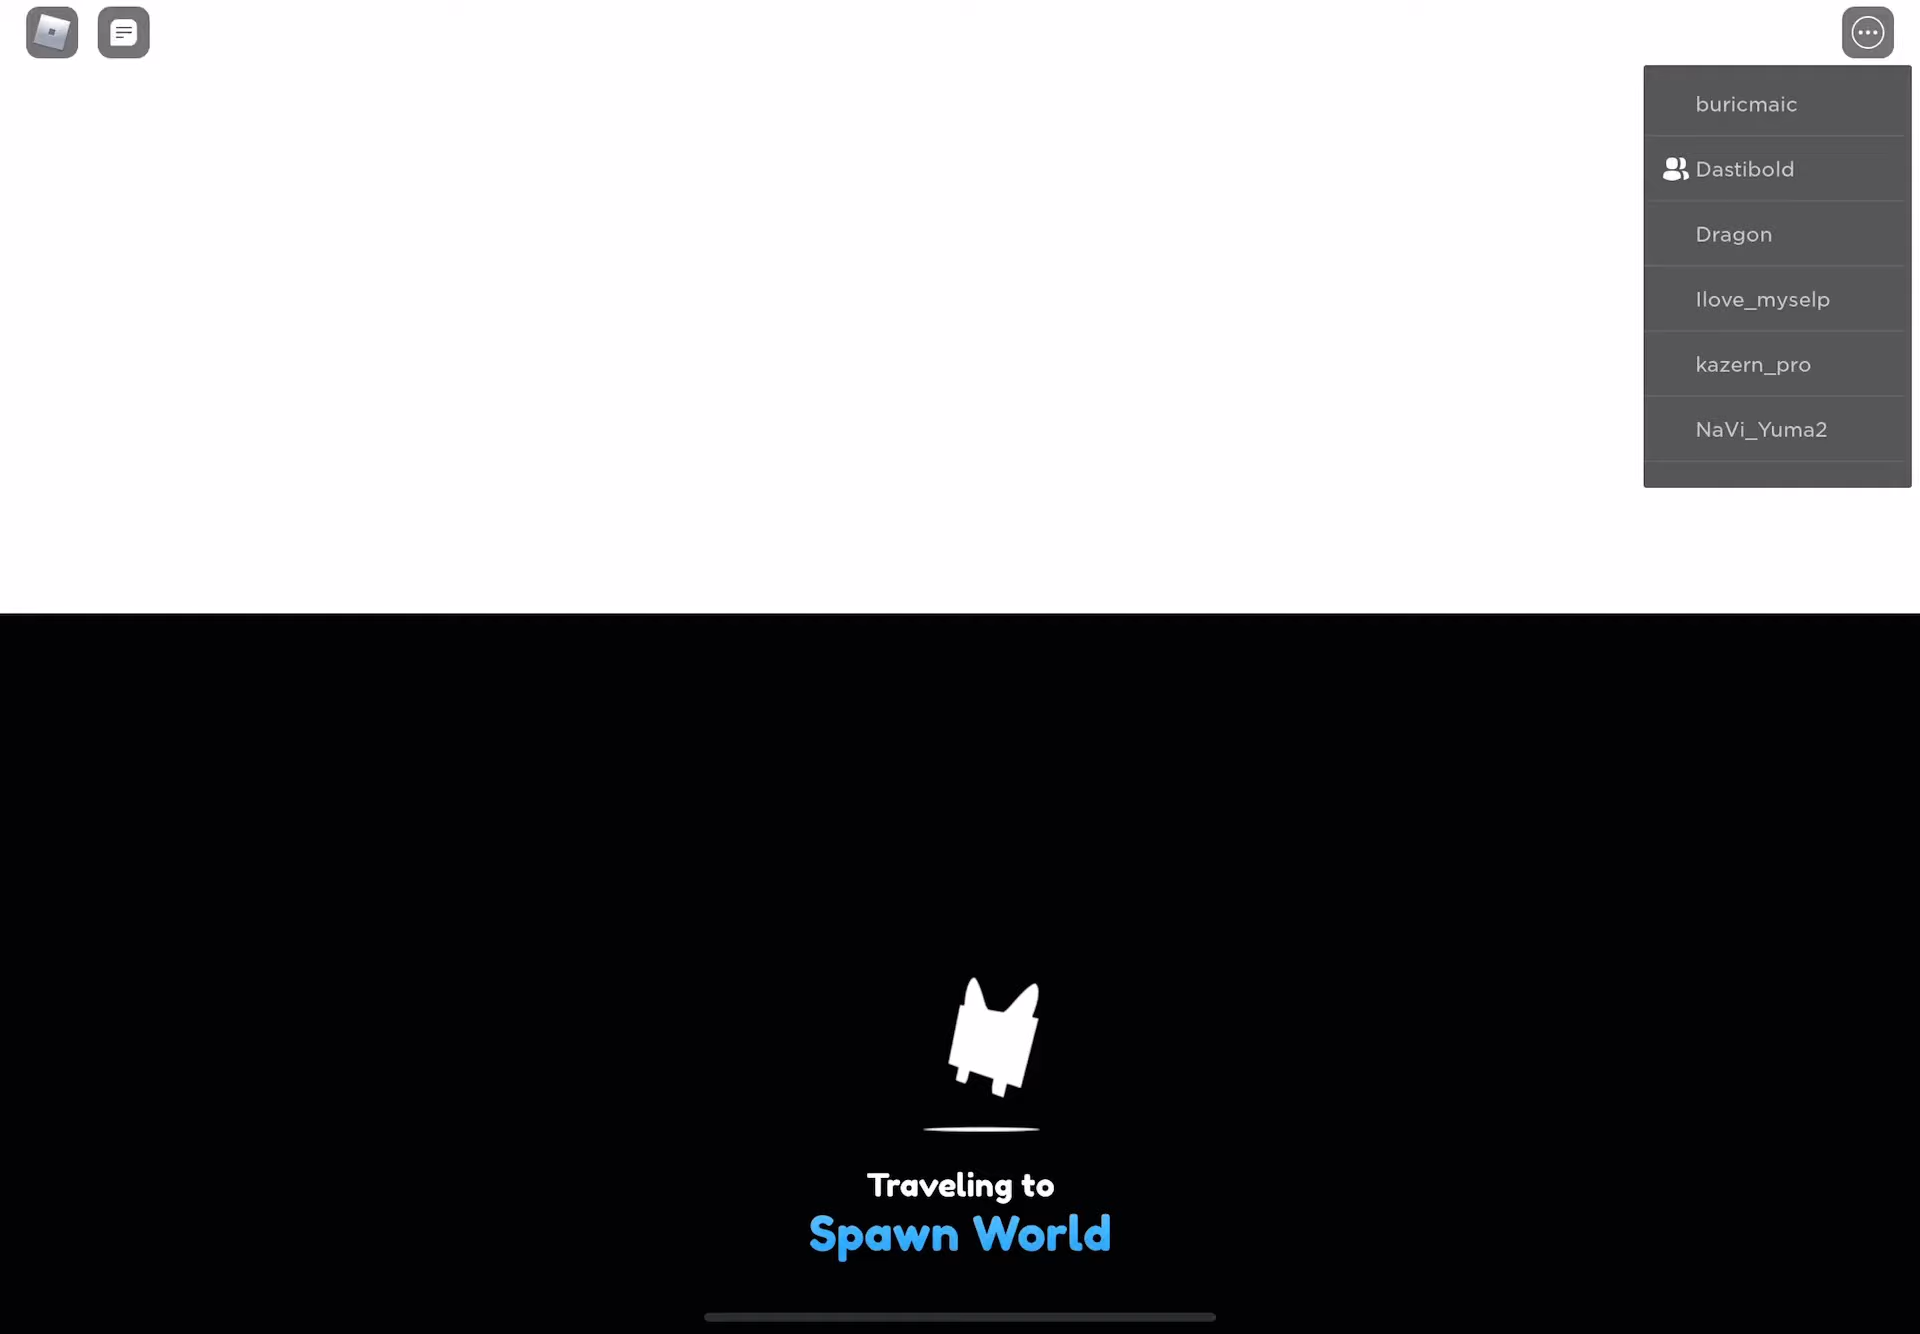 buricmaic
Dastibold
Dragon
Ilove_myselp
kazern_pro
NaVi_Yuma2
Traveling to
Spawn World